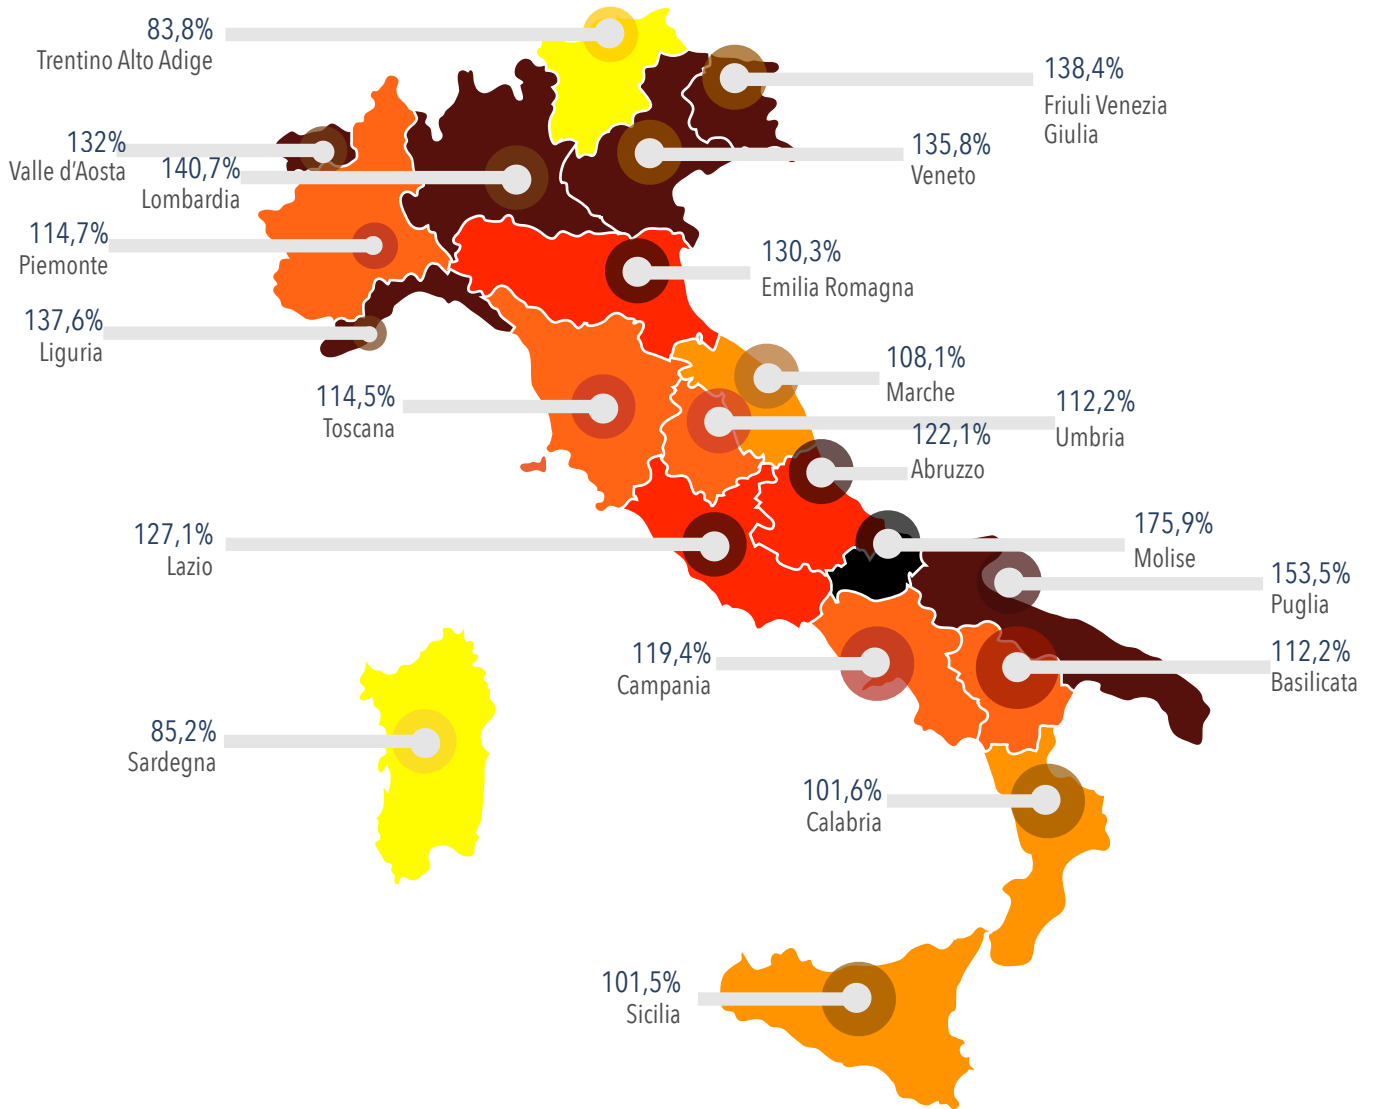 83,8%
Trentino Alto Adige
138,4%
Friuli Venezia
Giulia
132%
Valle d'Aosta
135,8%
Veneto
140,7%
Lombardia
114,7%
Piemonte
130,3%
Emilia Romagna
137,6%
Liguria
108,1%
Marche
114,5%
Toscana
112,2%
Umbria
122,1%
Abruzzo
127,1%
Lazio
175,9%
Molise
153,5%
Puglia
119,4%
Campania
112,2%
Basilicata
85,2%
Sardegna
101,6%
Calabria
101,5%
Sicilia